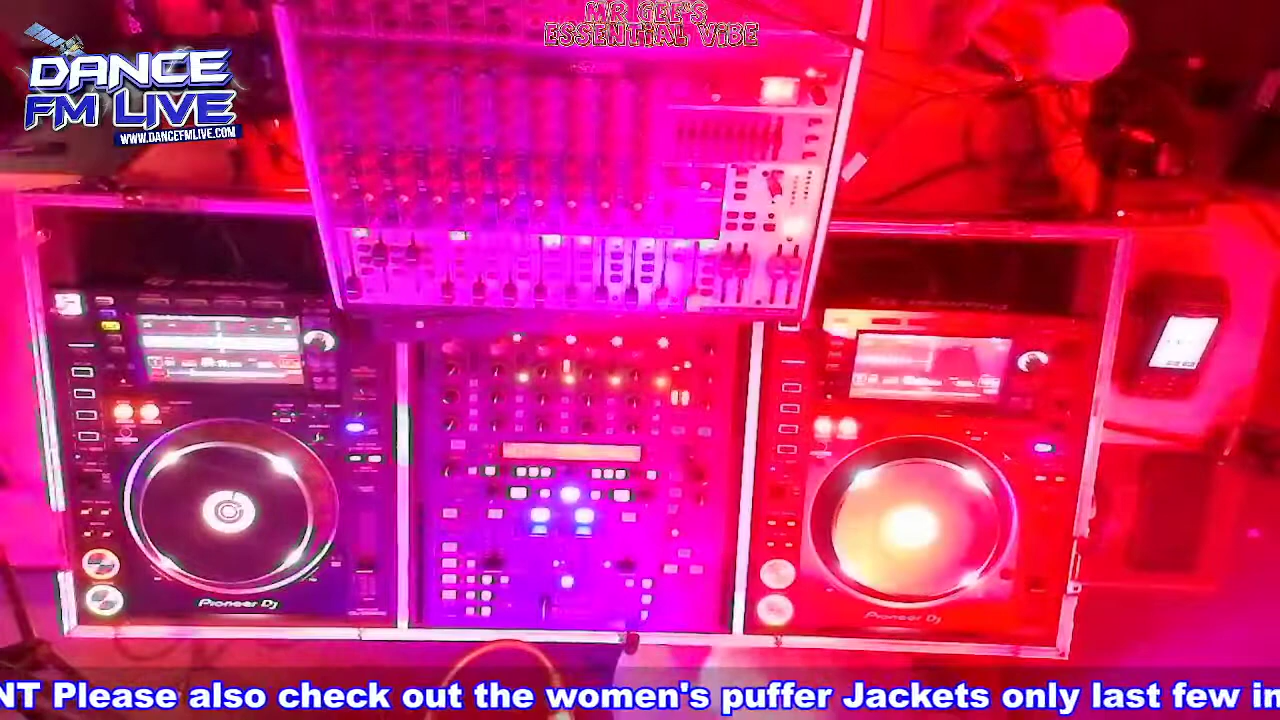 MR GEE'S
ESSENTIAL VIBE
DANCE
FM LIVE
WWW.DANCEFMLIVE.COM
Pioneer Dj
Pioneer Dj
NT Please also check out the women's puffer Jackets only last few in